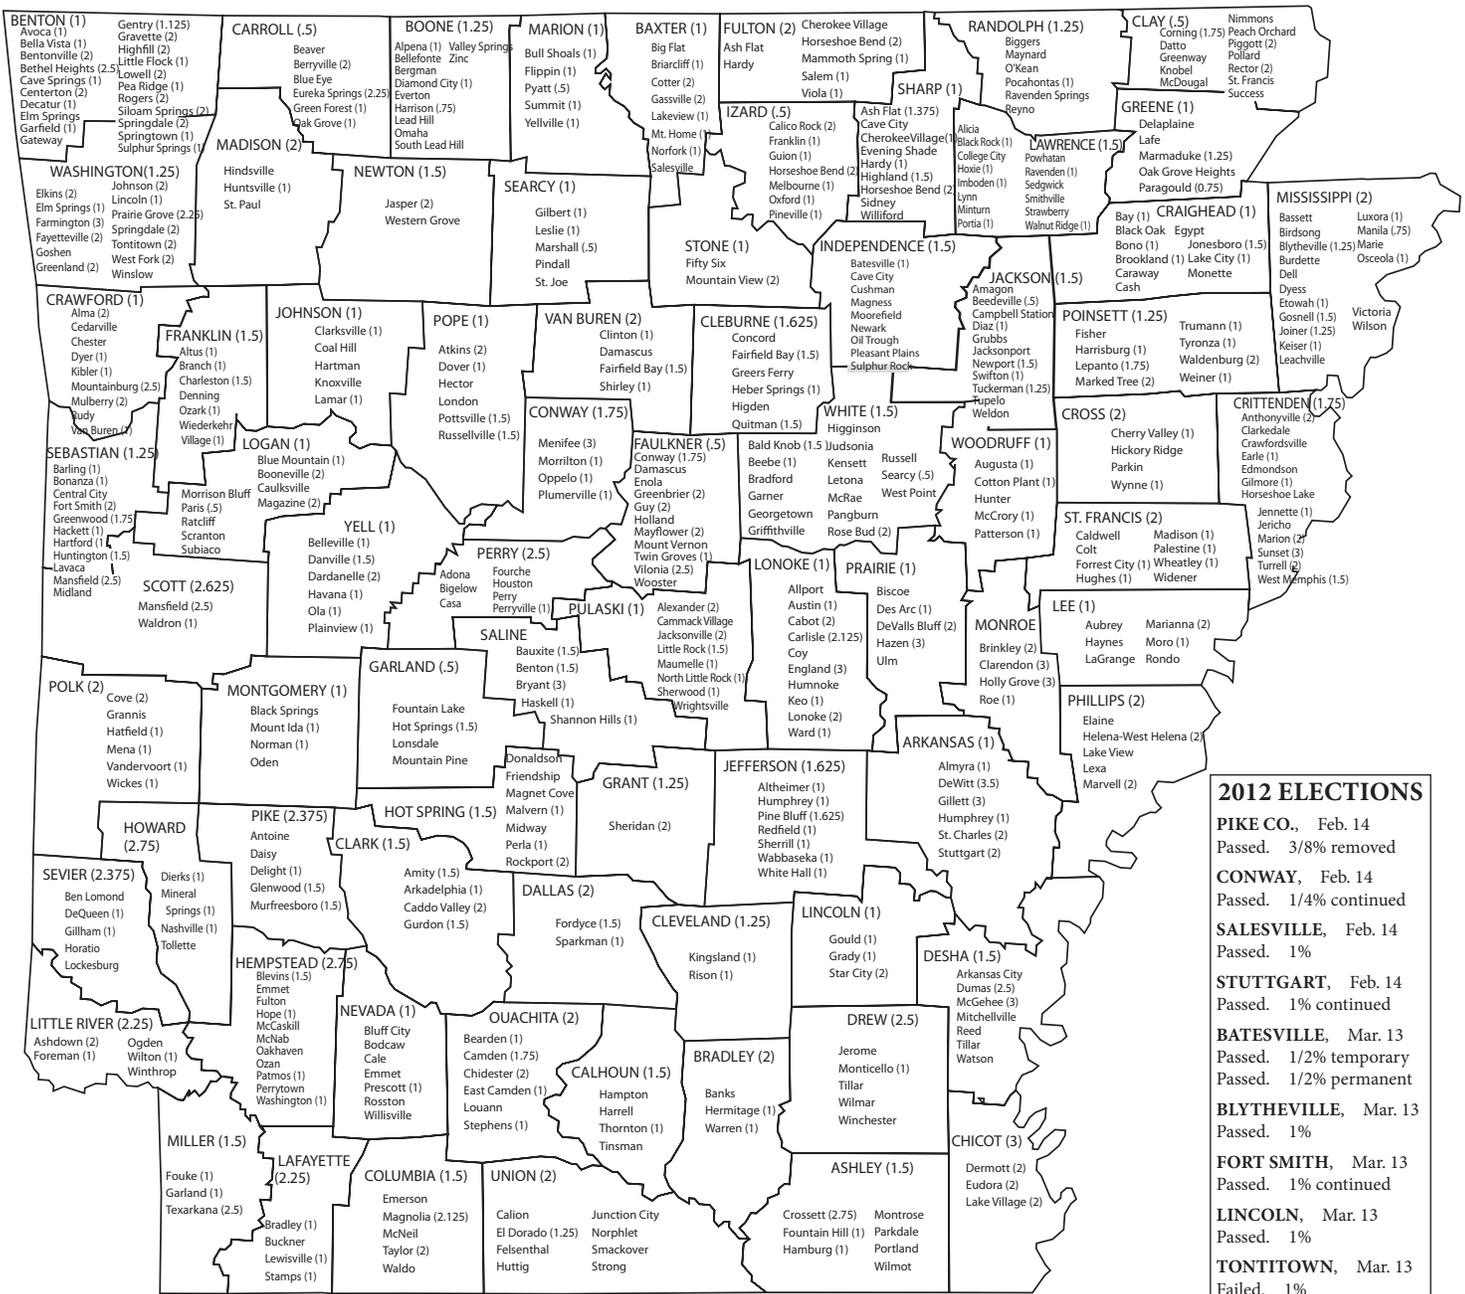 BENTON (1)
Avoca (1)
Bella Vista (1)
Bentonville (2)
Bethel Heights (2.5)
Cave Springs (1)
Centerton (2)
Decatur (1)
Elm Springs
Garfield (1)
Gateway
Gentry (1.125)
Gravette (2)
Highfill (2)
Little Flock (1)
Lowell (2)
Pea Ridge (1)
Rogers (2)
Siloam Springs (2)
Springdale (2)
Springtown (1)
Sulphur Springs (1)
CARROLL (.5)
Beaver
Berryville (2)
Blue Eye
Eureka Springs (2.25)
Green Forest (1)
Oak Grove (1)
BOONE (1.25)
Alpena (1) Valley Springs
Bellefonte Zinc
Bergman
Diamond City (1)
Everton
Harrison (.75)
Lead Hill
Omaha
South Lead Hill
MARION (1)
Bull Shoals (1)
Flippin (1)
Pyatt (.5)
Summit (1)
Yellville (1)
BAXTER (1)
Big Flat
Briarcliff (1)
Cotter (2)
Gassville (2)
Lakeview (1)
Mt. Home (1)
Norfork (1)
Salesville
FULTON (2)
Ash Flat
Hardy
Cherokee Village
Horseshoe Bend (2)
Mammoth Spring (1)
Salem (1)
Viola (1)
RANDOLPH (1.25)
Biggers
Maynard
O'Kean
Pocahontas (1)
Ravenden Springs
Reyno
CLAY (.5)
Corning (1.75)
Datto
Greenway
Knobel
McDougal
Nimmons
Peach Orchard
Piggott (2)
Pollard
Rector (2)
St. Francis
Success
SHARP (1)
Ash Flat (1.375)
Cave City
CherokeeVillage(1)
Evening Shade
Hardy (1)
Highland (1.5)
Horseshoe Bend (2)
Sidney
Williford
IZARD (.5)
Calico Rock (2)
Franklin (1)
Guion (1)
Horseshoe Bend (2)
Melbourne (1)
Oxford (1)
Pineville (1)
LAWRENCE (1.5)
Alicia
Black Rock (1)
College City
Hoxie (1)
Imboden (1)
Lynn
Minturn
Portia (1)
Powhatan
Ravenden (1)
Sedgwick
Smithville
Strawberry
Walnut Ridge (1)
GREENE (1)
Delaplaine
Lafe
Marmaduke (1.25)
Oak Grove Heights
Paragould (0.75)
MADISON (2)
Hindsville
Huntsville (1)
St. Paul
WASHINGTON(1.25)
Elkins (2)
Elm Springs (1)
Farmington (3)
Fayetteville (2)
Goshen
Greenland (2)
Johnson (2)
Lincoln (1)
Prairie Grove (2.25)
Springdale (2)
Tontitown (2)
West Fork (2)
Winslow
NEWTON (1.5)
Jasper (2)
Western Grove
SEARCY (1)
Gilbert (1)
Leslie (1)
Marshall (.5)
Pindall
St. Joe
STONE (1)
Fifty Six
Mountain View (2)
INDEPENDENCE (1.5)
Batesville (1)
Cave City
Cushman
Magness
Moorefield
Newark
Oil Trough
Pleasant Plains
Sulphur Rock
JACKSON (1.5)
Amagon
Beedeville (.5)
Campbell Station
Diaz (1)
Grubbs
Jacksonport
Newport (1.5)
Swifton (1)
Tuckerman (1.25)
Tupelo
Weldon
CRAIGHEAD (1)
Bay (1)
Black Oak Egypt
Bono (1) Jonesboro (1.5)
Brookland (1) Lake City (1)
Caraway Monette
Cash
MISSISSIPPI (2)
Bassett
Birdsong
Blytheville (1.25)
Burdette
Dell
Dyess
Etowah (1)
Gosnell (1.5)
Joiner (1.25)
Keiser (1)
Leachville
Luxora (1)
Manila (.75)
Marie
Osceola (1)
Victoria
Wilson
CRAWFORD (1)
Alma (2)
Cedarville
Chester
Dyer (1)
Kibler (1)
Mountainburg (2.5)
Mulberry (2)
Rudy
Van Buren (1)
FRANKLIN (1.5)
Altus (1)
Branch (1)
Charleston (1.5)
Denning
Ozark (1)
Wiederkehr
Village (1)
JOHNSON (1)
Clarksville (1)
Coal Hill
Hartman
Knoxville
Lamar (1)
POPE (1)
Atkins (2)
Dover (1)
Hector
London
Pottsville (1.5)
Russellville (1.5)
VAN BUREN (2)
Clinton (1)
Damascus
Fairfield Bay (1.5)
Shirley (1)
CLEBURNE (1.625)
Concord
Fairfield Bay (1.5)
Greers Ferry
Heber Springs (1)
Higden
Quitman (1.5)
POINSETT (1.25)
Fisher
Harrisburg (1)
Lepanto (1.75)
Marked Tree (2)
Trumann (1)
Tyronza (1)
Waldenburg (2)
Weiner (1)
CONWAY (1.75)
Menifee (3)
Morrilton (1)
Oppelo (1)
Plumerville (1)
FAULKNER (.5)
Conway (1.75)
Damascus
Enola
Greenbrier (2)
Guy (2)
Holland
Mayflower (2)
Mount Vernon
Twin Groves (1)
Vilonia (2.5)
Wooster
WHITE (1.5)
Higginson
Bald Knob (1.5)
Beebe (1)
Bradford
Garner
Georgetown
Griffithville
Judsonia
Kensett
Letona
McRae
Pangburn
Rose Bud (2)
Russell
Searcy (.5)
West Point
WOODRUFF (1)
Augusta (1)
Cotton Plant (1)
Hunter
McCrory (1)
Patterson (1)
CROSS (2)
Cherry Valley (1)
Hickory Ridge
Parkin
Wynne (1)
CRITTENDEN (1.75)
Anthonyville (2)
Clarkedale
Crawfordsville
Earle (1)
Edmondson
Gilmore (1)
Horseshoe Lake
Jennette (1)
Jericho
Marion (2)
Sunset (3)
Turrell (2)
West Memphis (1.5)
SEBASTIAN (1.25)
Barling (1)
Bonanza (1)
Central City
Fort Smith (2)
Greenwood (1.75)
Hackett (1)
Hartford (1)
Huntington (1.5)
Lavaca
Mansfield (2.5)
Midland
LOGAN (1)
Blue Mountain (1)
Booneville (2)
Caulksville
Magazine (2)
Morrison Bluff
Paris (.5)
Ratcliff
Scranton
Subiaco
YELL (1)
Belleville (1)
Danville (1.5)
Dardanelle (2)
Havana (1)
Ola (1)
Plainview (1)
SCOTT (2.625)
Mansfield (2.5)
Waldron (1)
PERRY (2.5)
Adona
Bigelow
Casa
Fourche
Houston
Perry
Perryville (1)
PULASKI (1)
Alexander (2)
Cammack Village
Jacksonville (2)
Little Rock (1.5)
Maumelle (1)
North Little Rock (1)
Sherwood (1)
Wrightsville
LONOKE (1)
Allport
Austin (1)
Cabot (2)
Carlisle (2.125)
Coy
England (3)
Humnoke
Keo (1)
Lonoke (2)
Ward (1)
PRAIRIE (1)
Biscoe
Des Arc (1)
DeValls Bluff (2)
Hazen (3)
Ulm
ST. FRANCIS (2)
Caldwell
Colt
Forrest City (1)
Hughes (1)
Madison (1)
Palestine (1)
Wheatley (1)
Widener
LEE (1)
Aubrey
Haynes
LaGrange
Marianna (2)
Moro (1)
Rondo
MONROE
Brinkley (2)
Clarendon (3)
Holly Grove (3)
Roe (1)
PHILLIPS (2)
Elaine
Helena-West Helena (2)
Lake View
Lexa
Marvell (2)
SALINE
Bauxite (1.5)
Benton (1.5)
Bryant (3)
Haskell (1)
Shannon Hills (1)
GARLAND (.5)
Fountain Lake
Hot Springs (1.5)
Lonsdale
Mountain Pine
POLK (2)
Cove (2)
Grannis
Hatfield (1)
Mena (1)
Vandervoort (1)
Wickes (1)
MONTGOMERY (1)
Black Springs
Mount Ida (1)
Norman (1)
Oden
HOT SPRING (1.5)
Donaldson
Friendship
Magnet Cove
Malvern (1)
Midway
Perla (1)
Rockport (2)
GRANT (1.25)
Sheridan (2)
JEFFERSON (1.625)
Altheimer (1)
Humphrey (1)
Pine Bluff (1.625)
Redfield (1)
Sherrill (1)
Wabbaseka (1)
White Hall (1)
ARKANSAS (1)
Almyra (1)
DeWitt (3.5)
Gillett (3)
Humphrey (1)
St. Charles (2)
Stuttgart (2)
HOWARD
(2.75)
Dierks (1)
Mineral
Springs (1)
Nashville (1)
Tollette
PIKE (2.375)
Antoine
Daisy
Delight (1)
Glenwood (1.5)
Murfreesboro (1.5)
CLARK (1.5)
Amity (1.5)
Arkadelphia (1)
Caddo Valley (2)
Gurdon (1.5)
SEVIER (2.375)
Ben Lomond
DeQueen (1)
Gillham (1)
Horatio
Lockesburg
DALLAS (2)
Fordyce (1.5)
Sparkman (1)
CLEVELAND (1.25)
Kingsland (1)
Rison (1)
LINCOLN (1)
Gould (1)
Grady (1)
Star City (2)
DESHA (1.5)
Arkansas City
Dumas (2.5)
McGehee (3)
Mitchellville
Reed
Tillar
Watson
HEMPSTEAD (2.75)
Blevins (1.5)
Emmet
Fulton
Hope (1)
McCaskill
McNab
Oakhaven
Ozan
Patmos (1)
Perrytown
Washington (1)
LITTLE RIVER (2.25)
Ashdown (2)
Foreman (1)
Ogden
Wilton (1)
Winthrop
NEVADA (1)
Bluff City
Bodcaw
Cale
Emmet
Prescott (1)
Rosston
Willisville
OUACHITA (2)
Bearden (1)
Camden (1.75)
Chidester (2)
East Camden (1)
Louann
Stephens (1)
CALHOUN (1.5)
Hampton
Harrell
Thornton (1)
Tinsman
BRADLEY (2)
Banks
Hermitage (1)
Warren (1)
DREW (2.5)
Jerome
Monticello (1)
Tillar
Wilmar
Winchester
MILLER (1.5)
Fouke (1)
Garland (1)
Texarkana (2.5)
LAFAYETTE
(2.25)
Bradley (1)
Buckner
Lewisville (1)
Stamps (1)
COLUMBIA (1.5)
Emerson
Magnolia (2.125)
McNeil
Taylor (2)
Waldo
UNION (2)
Calion
El Dorado (1.25)
Felsenthal
Huttig
Junction City
Norphlet
Smackover
Strong
ASHLEY (1.5)
Crossett (2.75)
Fountain Hill (1)
Hamburg (1)
Montrose
Parkdale
Portland
Wilmot
CHICOT (3)
Dermott (2)
Eudora (2)
Lake Village (2)
2012 ELECTIONS
PIKE CO., Feb. 14
Passed. 3/8% removed
CONWAY, Feb. 14
Passed. 1/4% continued
SALESVILLE, Feb. 14
Passed. 1%
STUTTGART, Feb. 14
Passed. 1% continued
BATESVILLE, Mar. 13
Passed. 1/2% temporary
Passed. 1/2% permanent
BLYTHEVILLE, Mar. 13
Passed. 1%
FORT SMITH, Mar. 13
Passed. 1% continued
LINCOLN, Mar. 13
Passed. 1%
TONTITOWN, Mar. 13
Failed. 1%